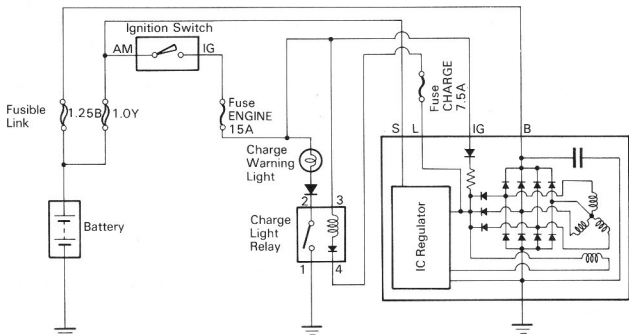 Ignition Switch
AM
IG
Fusible
Link
1.25B
1.0Y
Fuse
ENGINE
15A
Fuse
CHARGE
7.5A
S
L
IG
B
Charge
Warning
Light
2
3
Battery
Charge
Light
Relay
1
4
IC Regulator